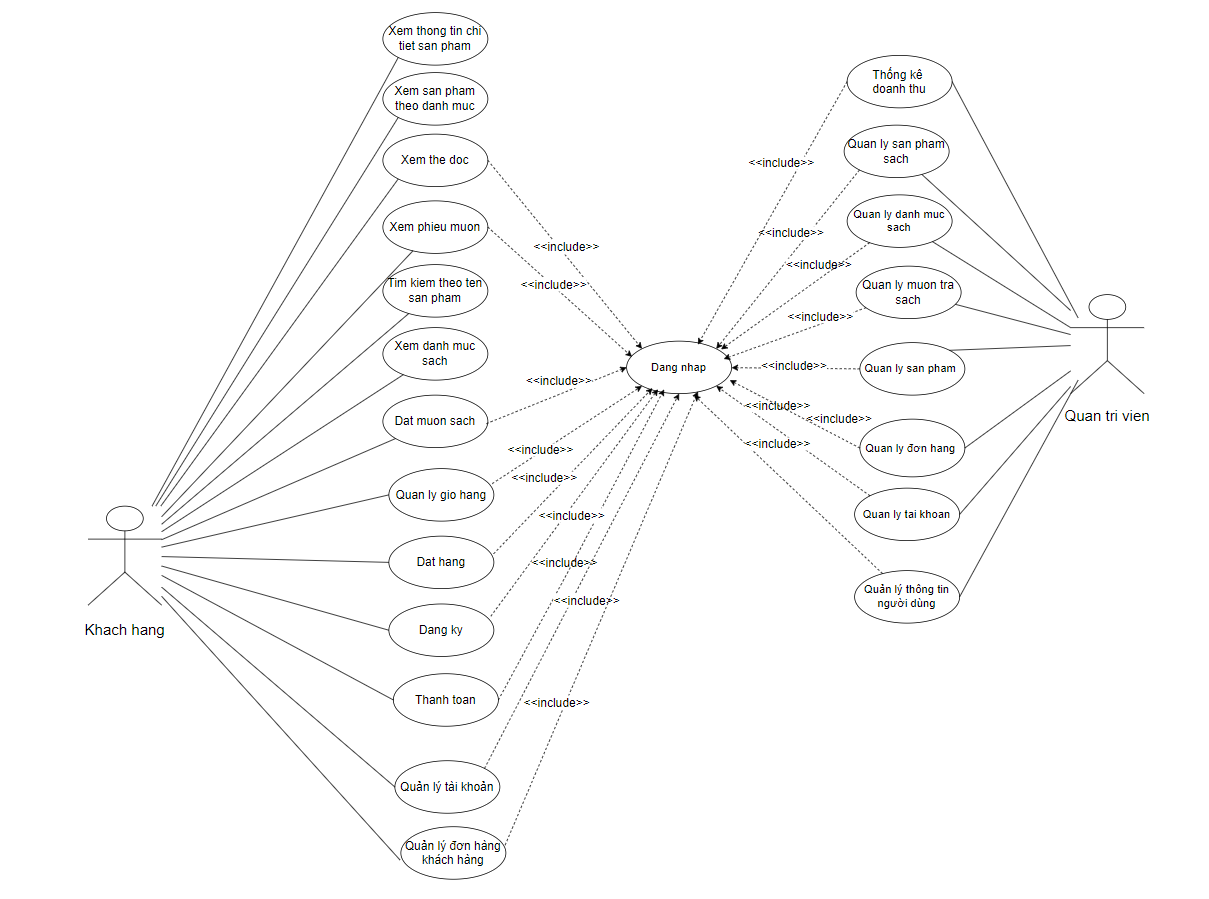 Xem thong tin chi
tiet san pham
Xem san pham
theo danh muc
Xem the doc
Xem phieu muon
Tim kiem theo ten
san pham
Xem danh muc
sach
Dat muon sach
Quan ly gio hang
Dat hang
Dang ky
Thanh toan
Quản lý tài khoản
Quản lý đơn hàng
khách hàng
Khach hang
<<include>>
<<include>>
<<include>>
<<include>>
<<include>>
<<include>>
<<include>>
<<include>>
<<include>>
Dang nhap
<<include>>
<<include>>
<<include>>
<<include>>
<<include>>
<<include>>
<<include>>
<<include>>
Thống kê
doanh thu
Quan ly san pham
sach
Quan ly danh muc
sach
Quan ly muon tra
sach
Quan ly san pham
Quan ly đơn hang
Quan ly tai khoan
Quản lý thông tin
người dùng
Quan tri vien